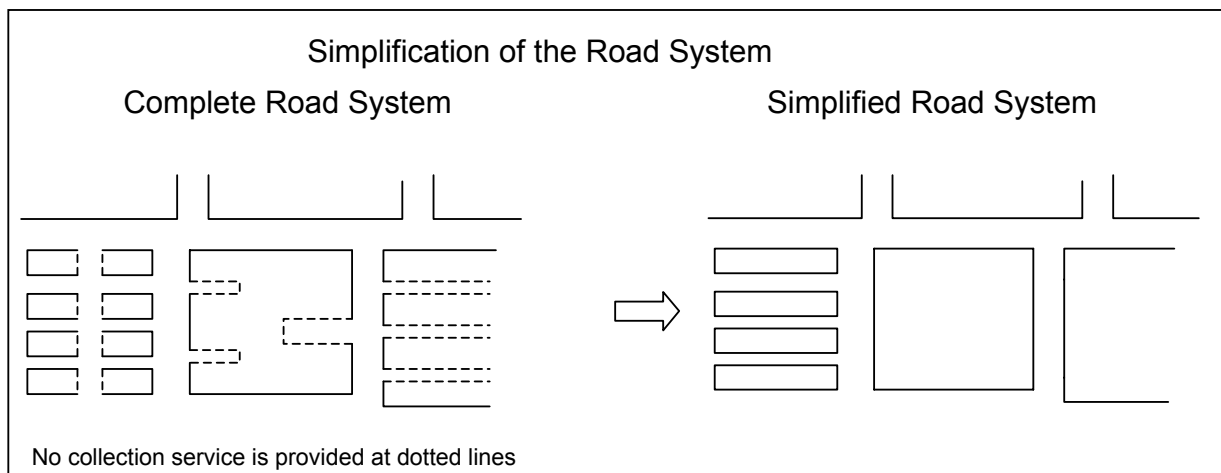 Simplification of the Road System
Complete Road System
Simplified Road System
No collection service is provided at dotted lines